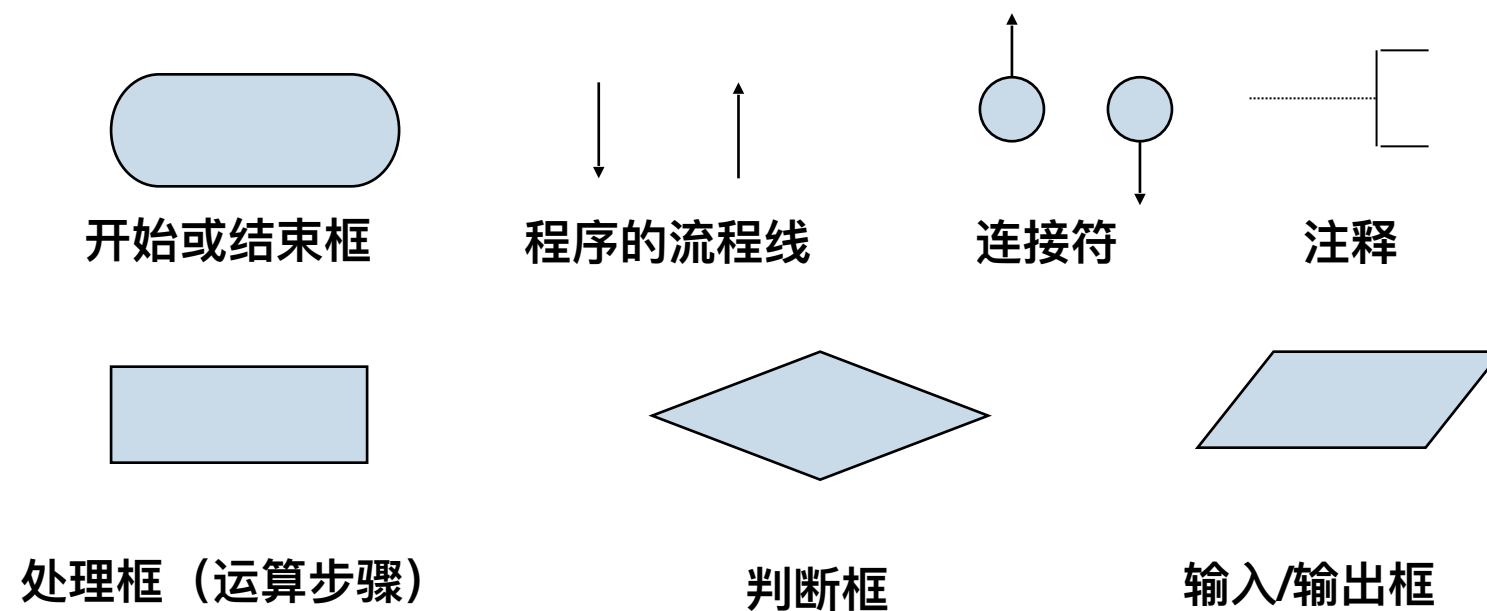 开始或结束框
程序的流程线
连接符
注释
处理框（运算步骤）
判断框
输入/输出框